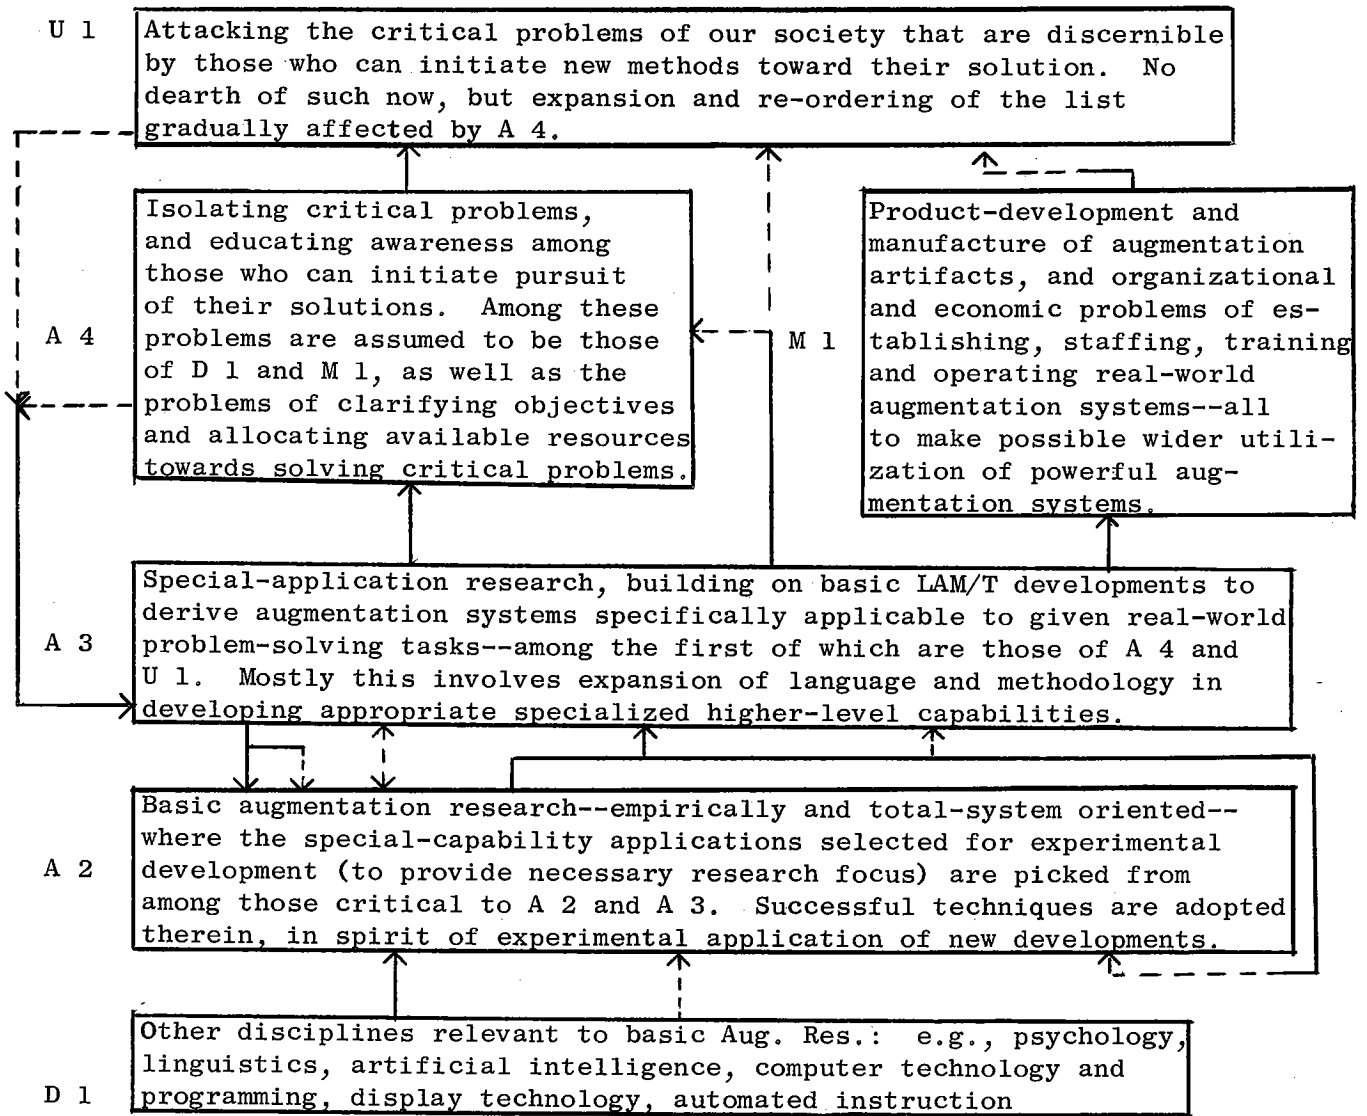 U 1
Attacking the critical problems of our society that are discernible
by those who can initiate new methods toward their solution. No
dearth of such now, but expansion and re-ordering of the list
gradually affected by A 4.
A 4
Isolating critical problems,
and educating awareness among
those who can initiate pursuit
of their solutions. Among these
problems are assumed to be those
of D 1 and M 1, as well as the
problems of clarifying objectives
and allocating available resources
towards solving critical problems.
M 1
Product-development and
manufacture of augmentation
artifacts, and organizational
and economic problems of es-
tablishing, staffing, training
and operating real-world
augmentation systems--all
to make possible wider utili-
zation of powerful aug-
mentation systems.
A 3
Special-application research, building on basic LAM/T developments to
derive augmentation systems specifically applicable to given real-world
problem-solving tasks--among the first of which are those of A 4 and
U 1. Mostly this involves expansion of language and methodology in
developing appropriate specialized higher-level capabilities.
A 2
Basic augmentation research--empirically and total-system oriented--
where the special-capability applications selected for experimental
development (to provide necessary research focus) are picked from
among those critical to A 2 and A 3. Successful techniques are adopted
therein, in spirit of experimental application of new developments.
D 1
Other disciplines relevant to basic Aug. Res.: e.g., psychology,
linguistics, artificial intelligence, computer technology and
programming, display technology, automated instruction